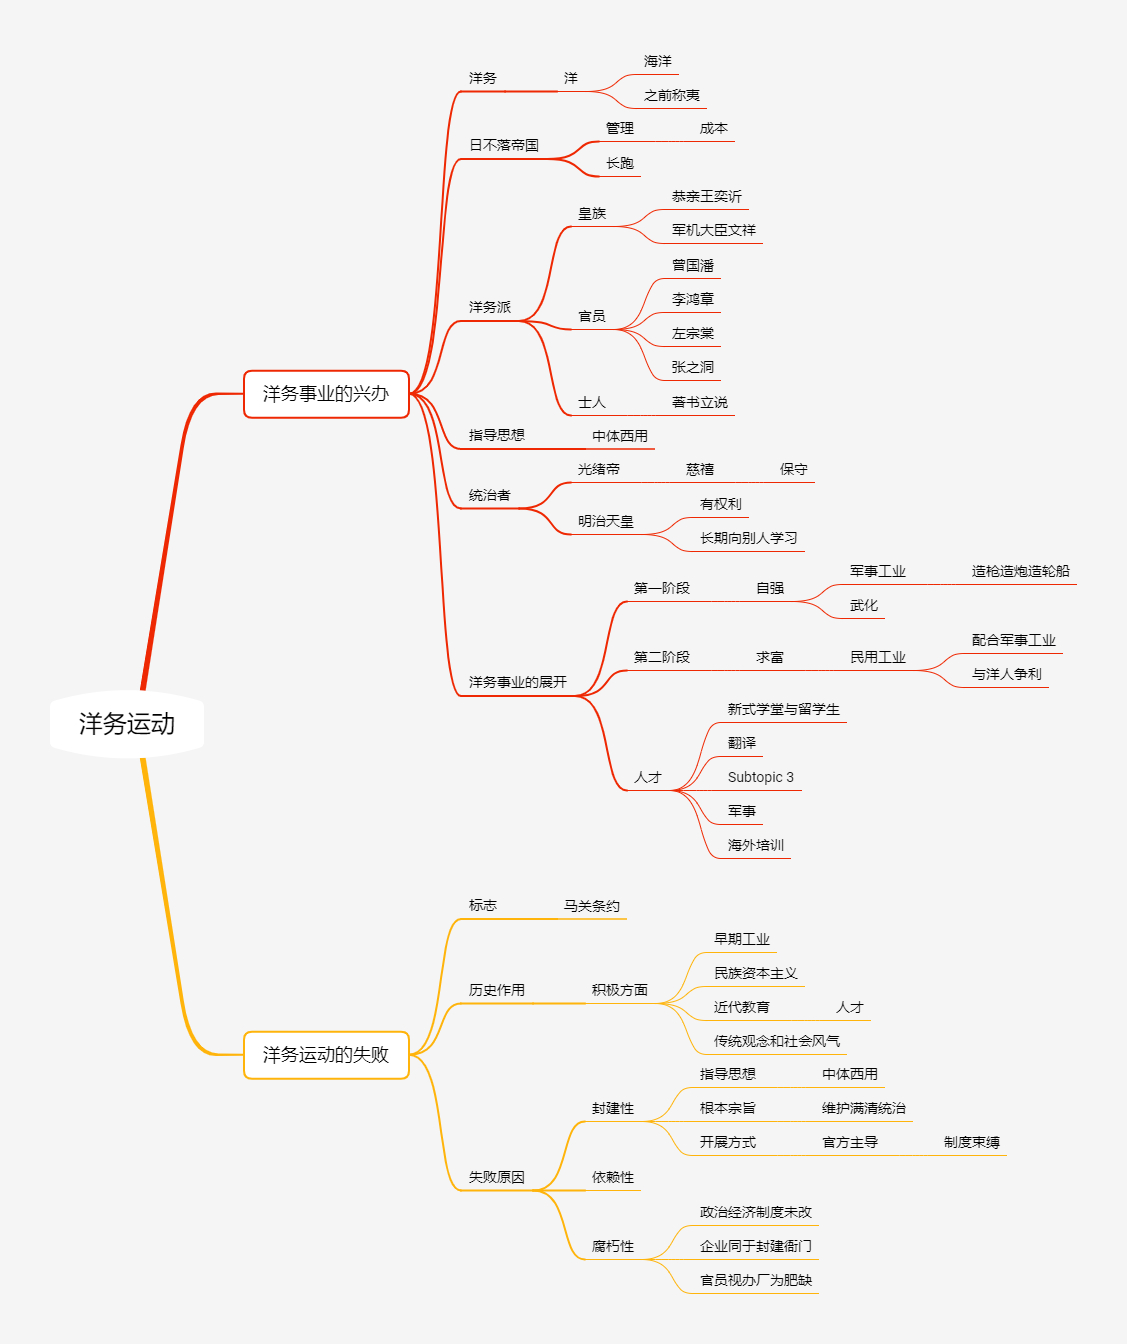 洋务运动
洋务事业的兴办
洋务
洋
海洋
之前称夷
日不落帝国
管理
成本
长跑
洋务派
皇族
恭亲王奕䜣
军机大臣文祥
官员
曾国潘
李鸿章
左宗棠
张之洞
士人
著书立说
指导思想
中体西用
统治者
光绪帝
慈禧
保守
明治天皇
有权利
长期向别人学习
洋务事业的展开
第一阶段
自强
军事工业
造枪造炮造轮船
武化
第二阶段
求富
民用工业
配合军事工业
与洋人争利
人才
新式学堂与留学生
翻译
Subtopic 3
军事
海外培训
洋务运动的失败
标志
马关条约
历史作用
积极方面
早期工业
民族资本主义
近代教育
人才
传统观念和社会风气
失败原因
封建性
指导思想
中体西用
根本宗旨
维护满清统治
开展方式
官方主导
制度束缚
依赖性
腐朽性
政治经济制度未改
企业同于封建衙门
官员视办厂为肥缺